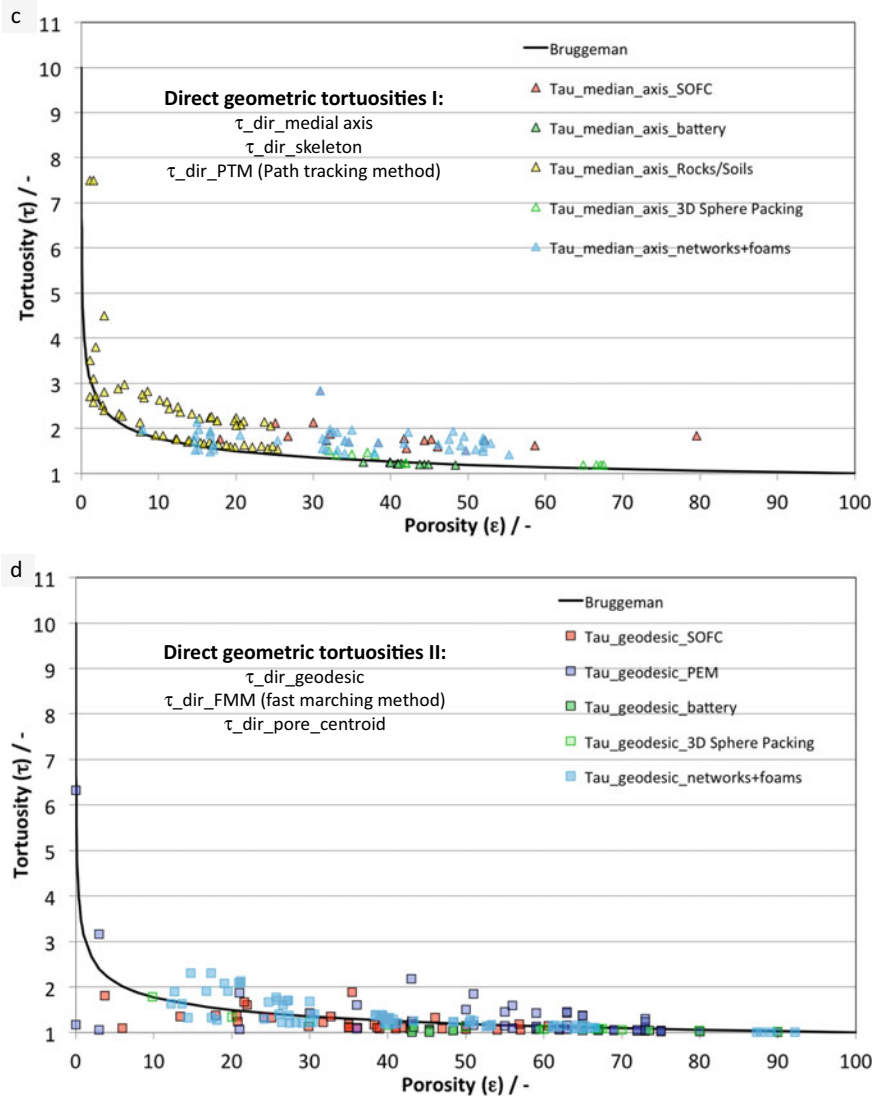 c
11
10
9
8
7
6
5
4
3
2
1
Tortuosity (τ) / -
Direct geometric tortuosities I:
τ_dir_medial axis
τ_dir_skeleton
τ_dir_PTM (Path tracking method)
Bruggeman
Tau_median_axis_SOFC
Tau_median_axis_battery
Tau_median_axis_Rocks/Soils
Tau_median_axis_3D Sphere Packing
Tau_median_axis_networks+foams
0 10 20 30 40 50 60 70 80 90 100
Porosity (ε) / -
d
11
10
9
8
7
6
5
4
3
2
1
Tortuosity (τ) / -
Direct geometric tortuosities II:
τ_dir_geodesic
τ_dir_FMM (fast marching method)
τ_dir_pore_centroid
Bruggeman
Tau_geodesic_SOFC
Tau_geodesic_PEM
Tau_geodesic_battery
Tau_geodesic_3D Sphere Packing
Tau_geodesic_networks+foams
0 10 20 30 40 50 60 70 80 90 100
Porosity (ε) / -